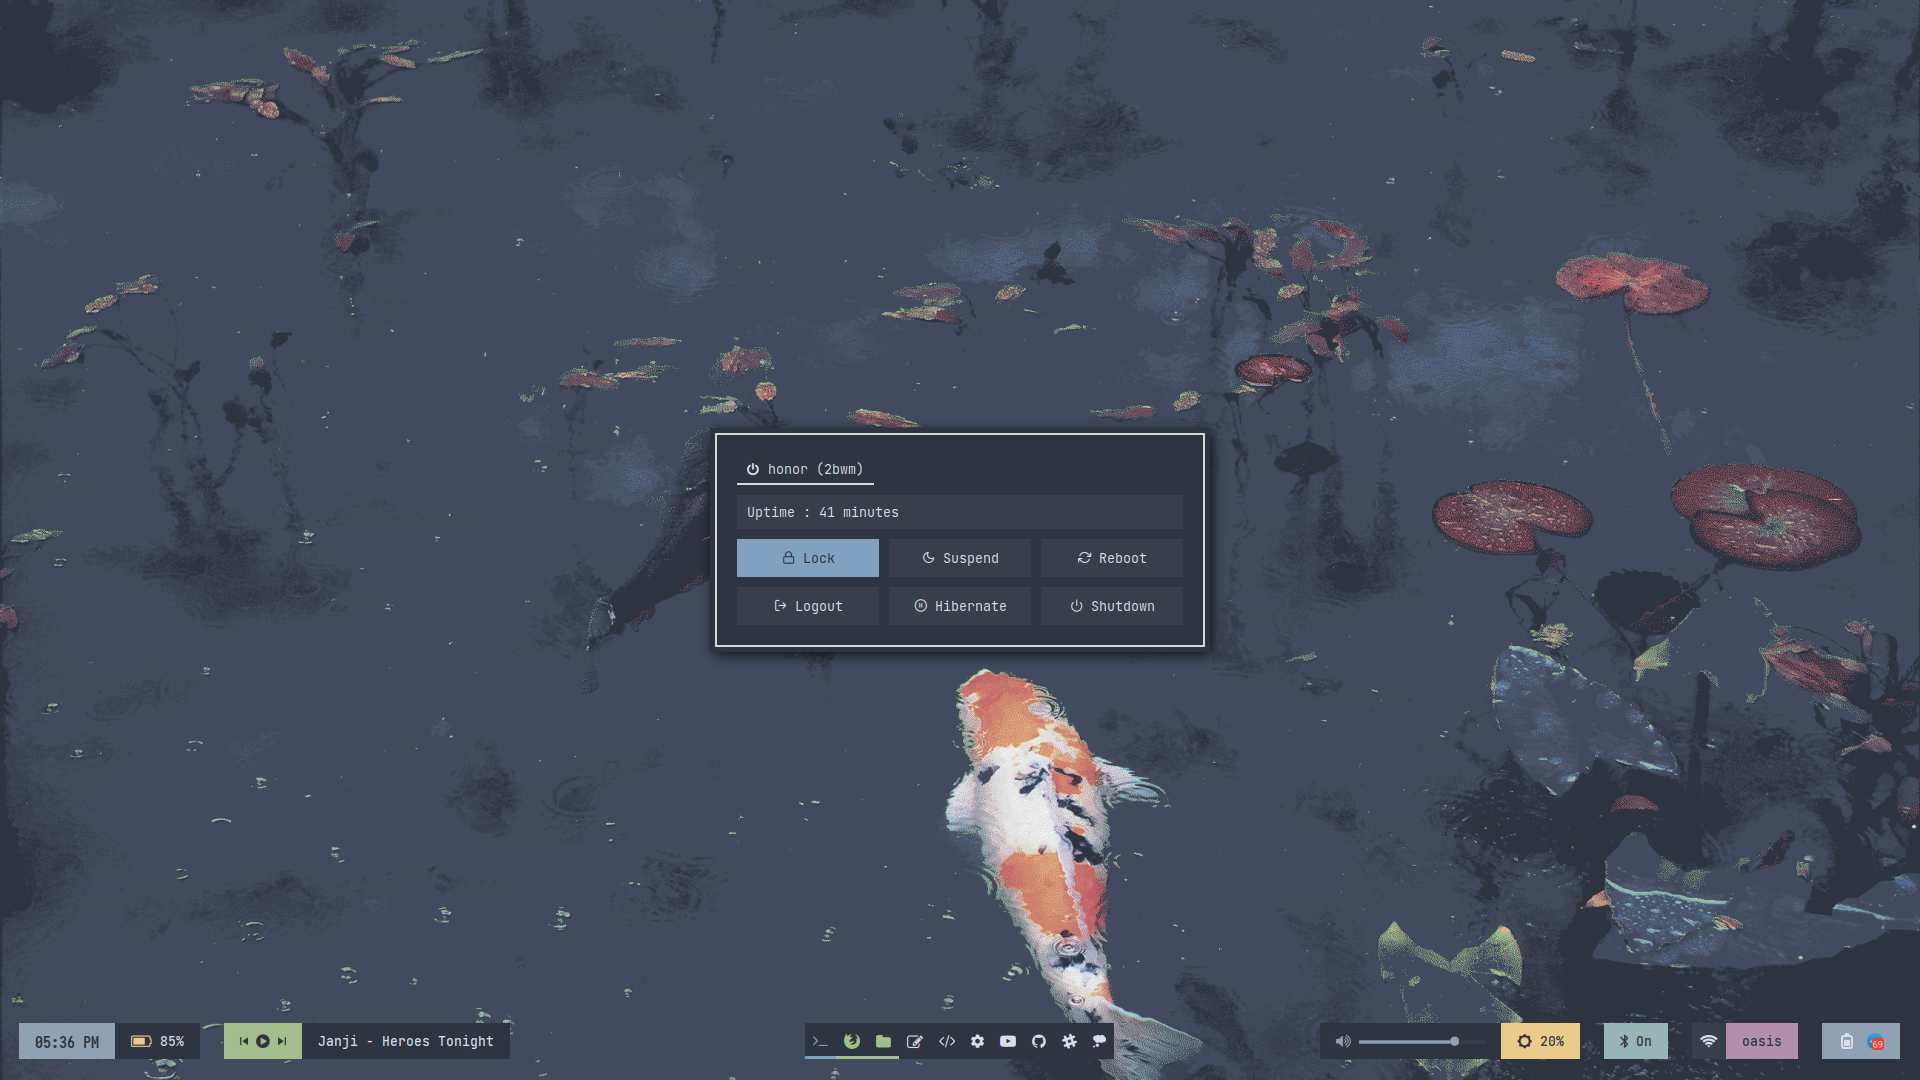 honor (2bwm)
Uptime : 41 minutes
Lock
Suspend
Reboot
Logout
Hibernate
Shutdown
05:36 PM
85%
Janji - Heroes Tonight
20%
On
oasis
69